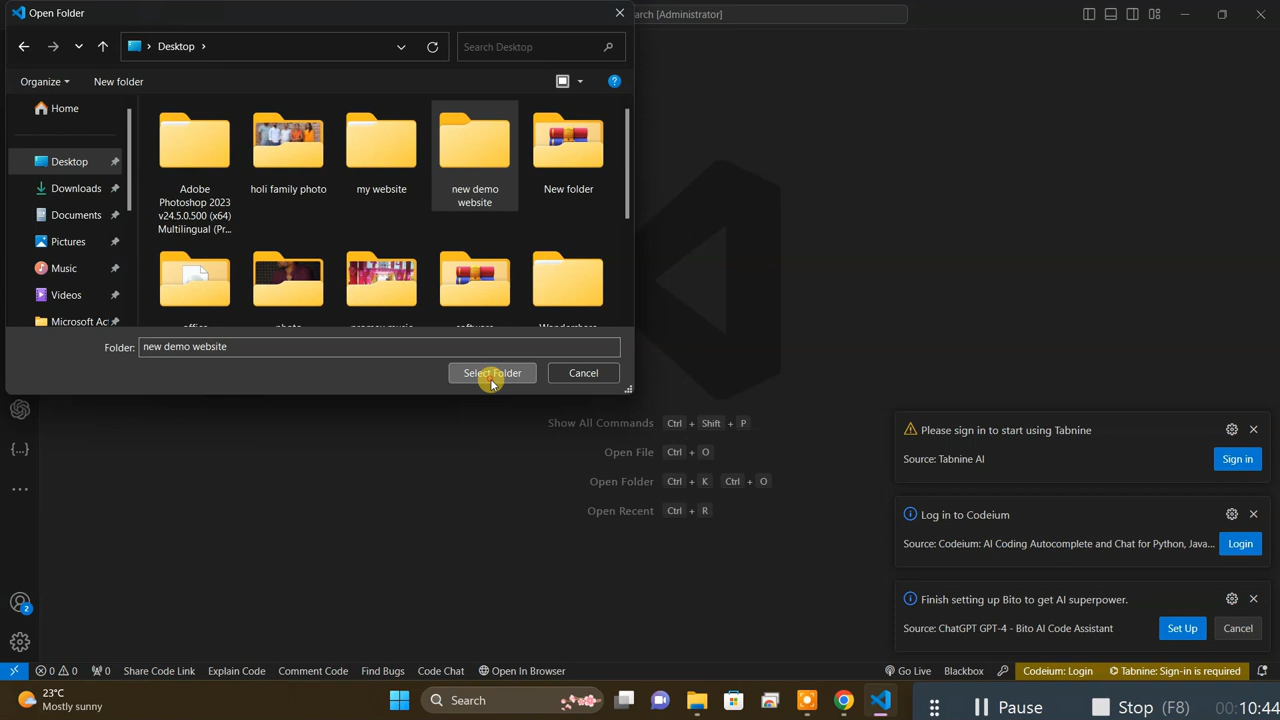 Open Folder
arch [Administrator]
Desktop
Search Desktop
Organize
New folder
Home
Desktop
Downloads
Documents
Pictures
Music
Videos
Microsoft Ac
Adobe
Photoshop 2023
v24.5.0.500 (x64)
Multilingual (Pr...
holi family photo
my website
new demo
website
New folder
Folder:
new demo website
Select Folder
Cancel
Show All Commands Ctrl + Shift + P
Open File Ctrl + O
Open Folder Ctrl + K Ctrl + O
Open Recent Ctrl + R
Please sign in to start using Tabnine
Source: Tabnine AI
Sign in
Log in to Codeium
Source: Codeium: AI Coding Autocomplete and Chat for Python, Java...
Login
Finish setting up Bito to get AI superpower.
Source: ChatGPT GPT-4 - Bito AI Code Assistant
Set Up
Cancel
2
0 0 0 Share Code Link Explain Code Comment Code Find Bugs Code Chat Open In Browser Go Live Blackbox Codeium: Login Tabnine: Sign-in is required
23°C
Mostly sunny
Search
Pause
Stop (F8)
00:10:44